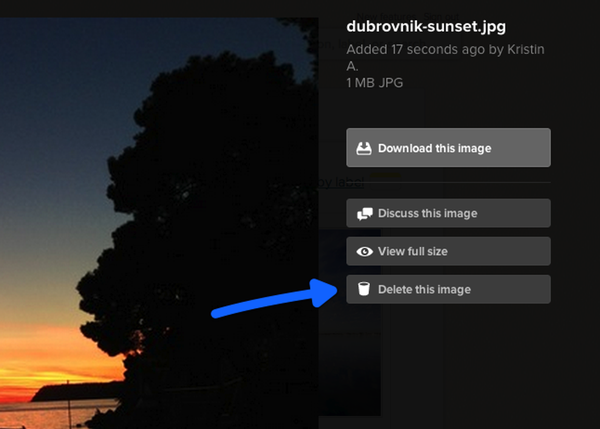 dubrovnik-sunset.jpg
Added 17 seconds ago by Kristin
A.
1 MB JPG
Download this image
Discuss this image
View full size
Delete this image